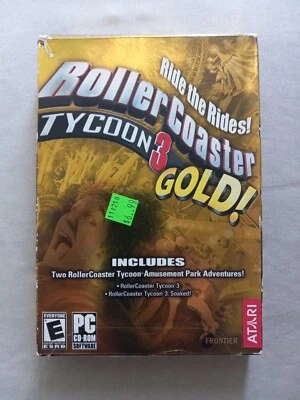 Ride the Rides!
RollerCoaster
TYCOON 3
GOLD!
INCLUDES
Two RollerCoaster Tycoon Amusement Park Adventures!
• RollerCoaster Tycoon 3
• RollerCoaster Tycoon 3: Soaked!
EVERYONE
E
ESRB
PC
CD-ROM
SOFTWARE
FRONTIER
ATARI